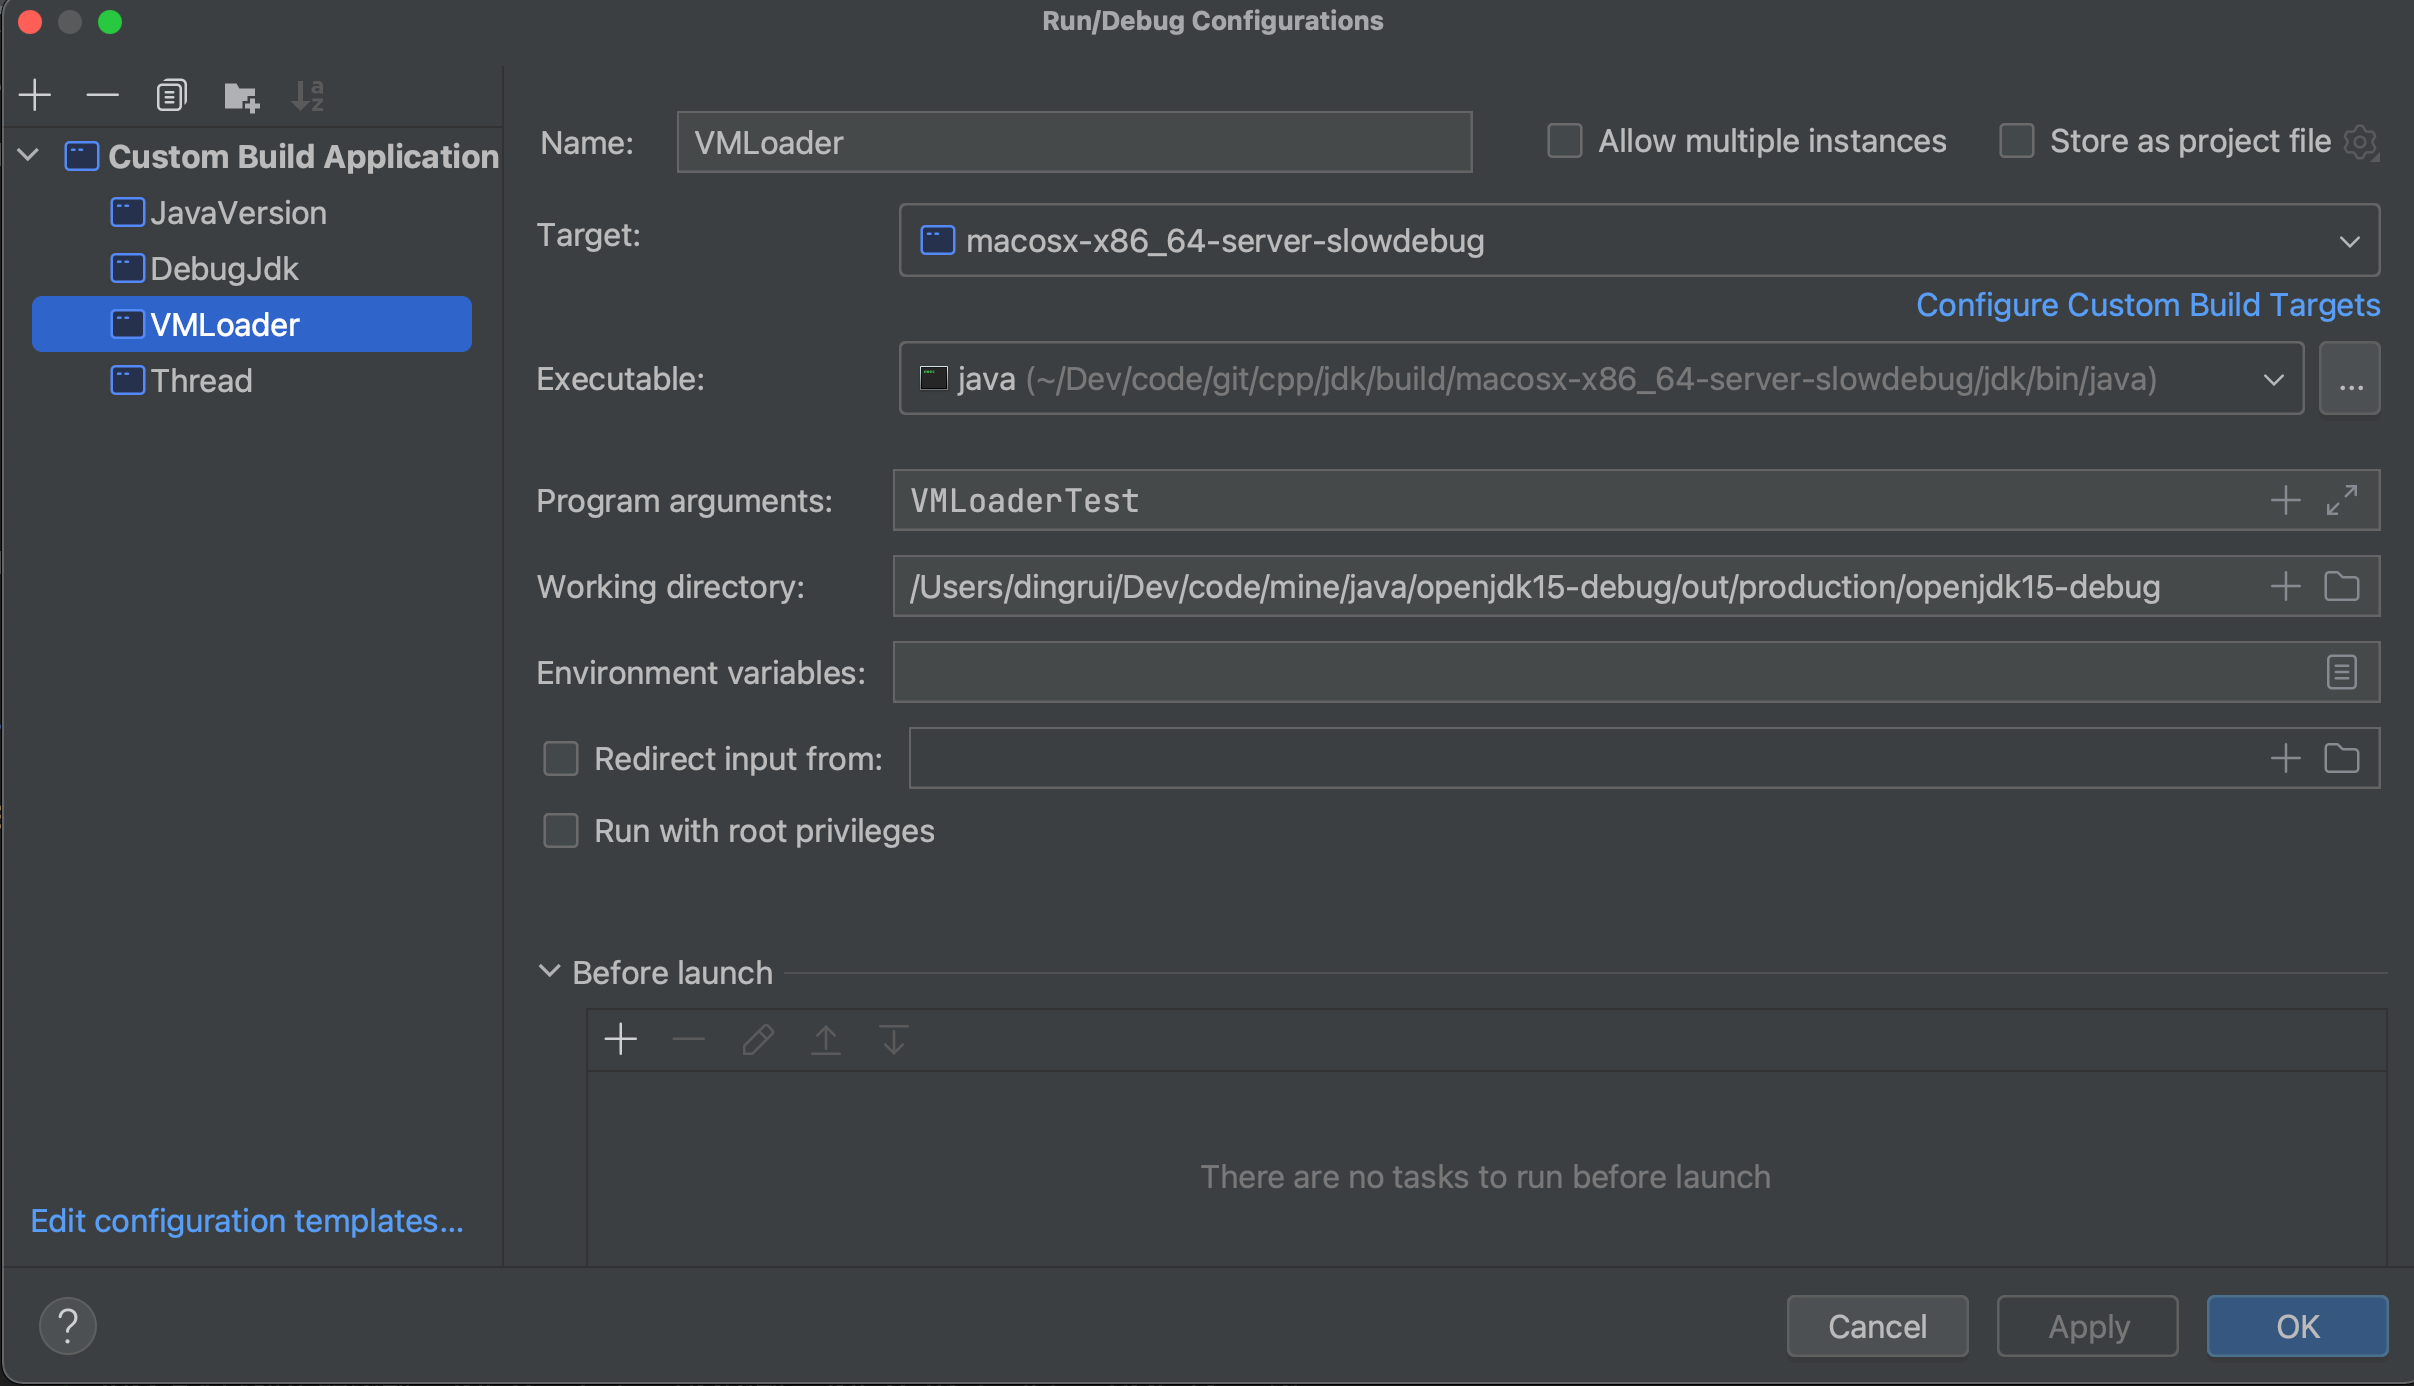 Run/Debug Configurations
Custom Build Application
JavaVersion
DebugJdk
VMLoader
Thread
Edit configuration templates...
Name: VMLoader
Allow multiple instances
Store as project file
Target: macosx-x86_64-server-slowdebug
Configure Custom Build Targets
Executable: java (~/Dev/code/git/cpp/jdk/build/macosx-x86_64-server-slowdebug/jdk/bin/java)
...
Program arguments: VMLoaderTest
Working directory: /Users/dingrui/Dev/code/mine/java/openjdk15-debug/out/production/openjdk15-debug
Environment variables:
Redirect input from:
Run with root privileges
Before launch
There are no tasks to run before launch
?
Cancel
Apply
OK